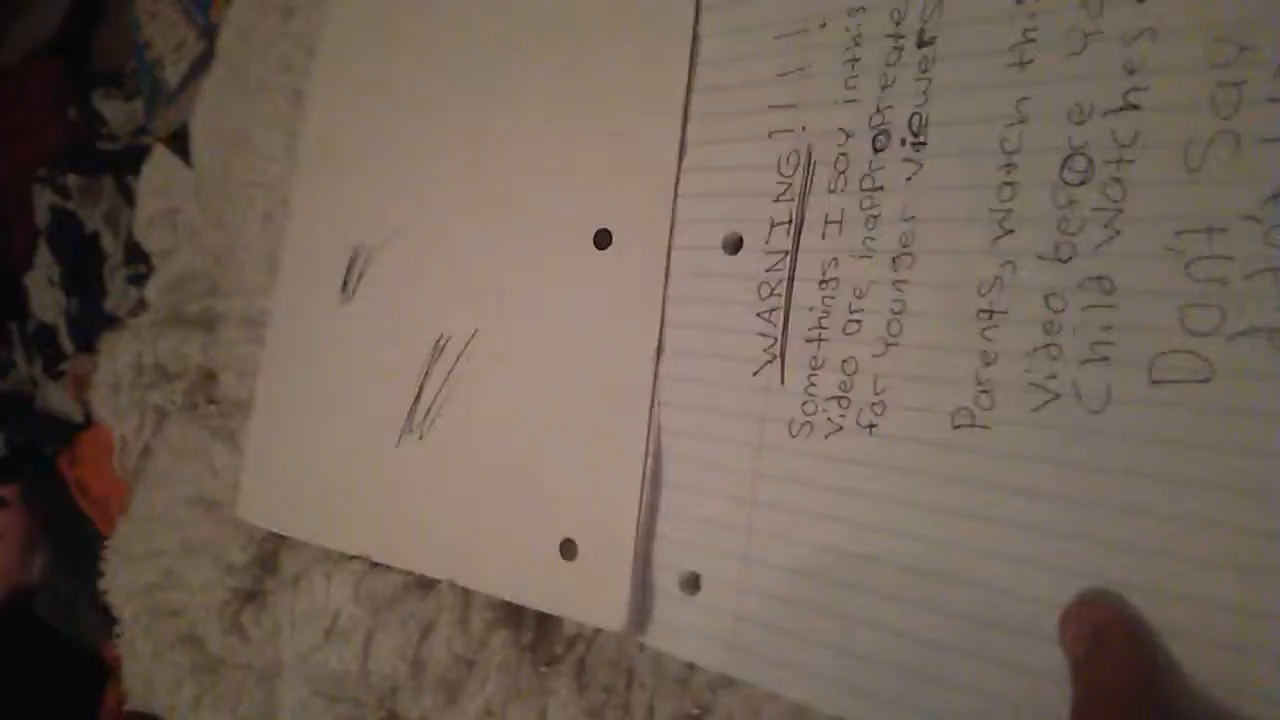 WARNING!!!!!
Somethings I say in this
video are inappropreate
for younger viewers
Parents, watch this
video before yo
child watches.
Don't Say